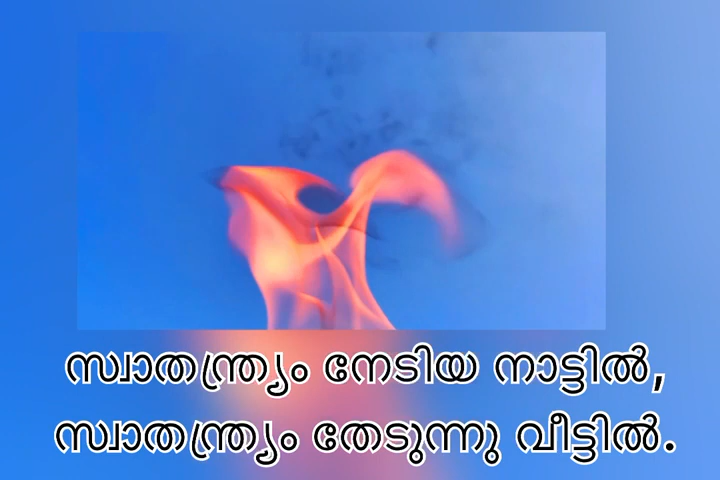 സ്വാതന്ത്ര്യം നേടിയ നാട്ടിൽ,
സ്വാതന്ത്ര്യം തേടുന്നു വീട്ടിൽ.